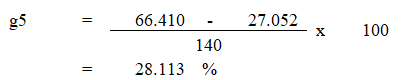 g5 = 66.410 - 27.052 x 100
140
= 28.113 %